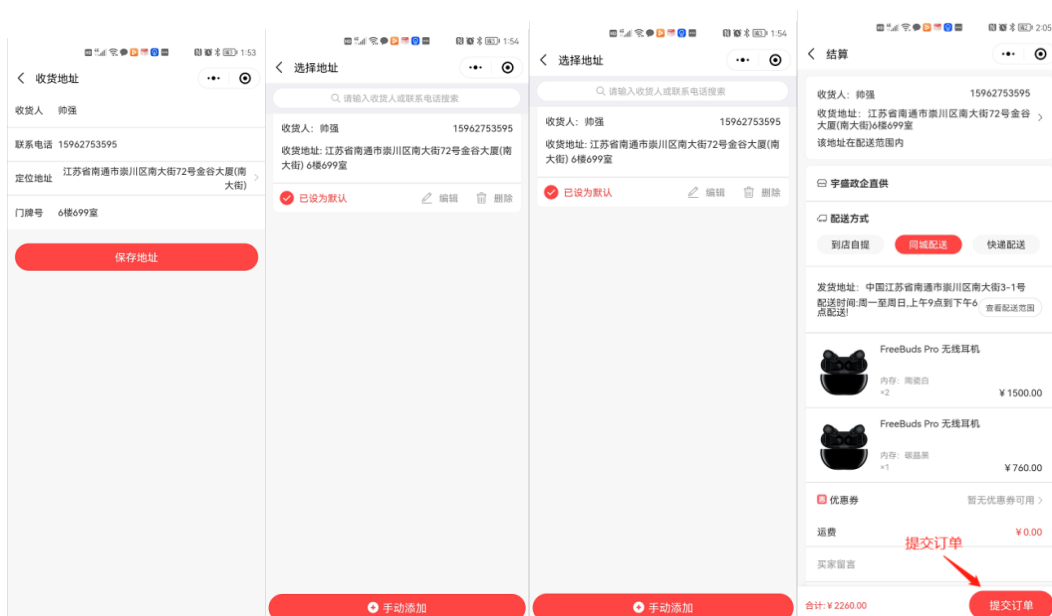 1:53
收货地址
收货人 帅强
联系电话 15962753595
定位地址 江苏省南通市崇川区南大街72号金谷大厦(南
大街)
门牌号 6楼699室
保存地址
1:54
选择地址
请输入收货人或联系电话搜索
收货人: 帅强 15962753595
收货地址: 江苏省南通市崇川区南大街72号金谷大厦(南
大街) 6楼699室
已设为默认 编辑 删除
手动添加
1:54
选择地址
请输入收货人或联系电话搜索
收货人: 帅强 15962753595
收货地址: 江苏省南通市崇川区南大街72号金谷大厦(南
大街) 6楼699室
已设为默认 编辑 删除
手动添加
2:05
结算
收货人: 帅强 15962753595
收货地址: 江苏省南通市崇川区南大街72号金谷
大厦(南大街)6楼699室
该地址在配送范围内
宇盛政企直供
配送方式
到店自提 同城配送 快递配送
发货地址: 中国江苏省南通市崇川区南大街3-1号
配送时间:周一至周日,上午9点到下午6
点配送!
查看配送范围
FreeBuds Pro 无线耳机
内存: 陶瓷白
×2 ¥1500.00
FreeBuds Pro 无线耳机
内存: 碳晶黑
×1 ¥760.00
惠 优惠券 暂无优惠券可用
运费 ¥0.00
提交订单
买家留言
合计:¥2260.00 提交订单